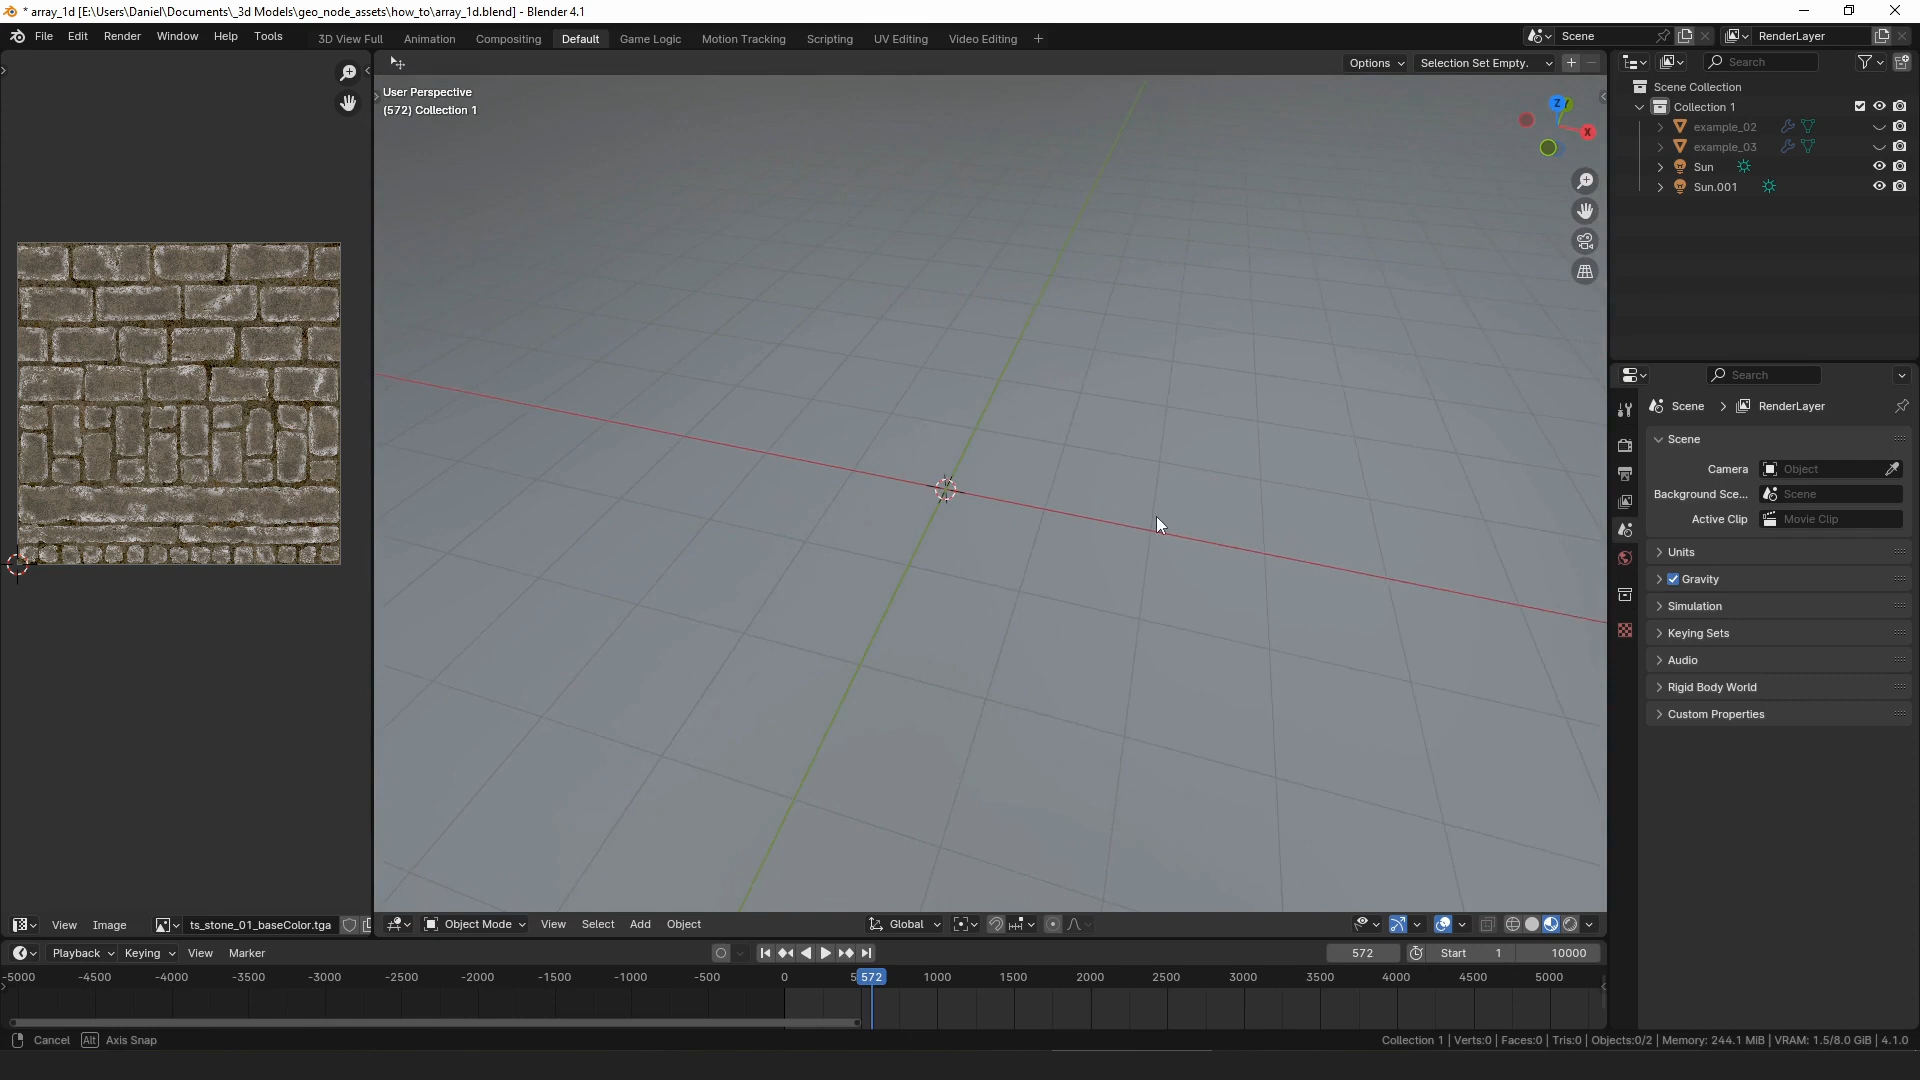 * array_1d [E:\Users\Daniel\Documents\_3d Models\geo_node_assets\how_to\array_1d.blend] - Blender 4.1
File Edit Render Window Help Tools 3D View Full Animation Compositing Default Game Logic Motion Tracking Scripting UV Editing Video Editing + Scene RenderLayer
Options Selection Set Empty. Search
User Perspective
(572) Collection 1
Z Y
X
Scene Collection
Collection 1
example_02
example_03
Sun
Sun.001
Search
Scene > RenderLayer
Scene
Camera Object
Background Sce... Scene
Active Clip Movie Clip
Units
Gravity
Simulation
Keying Sets
Audio
Rigid Body World
Custom Properties
View Image ts_stone_01_baseColor.tga Object Mode View Select Add Object Global
Playback Keying View Marker 572 Start 1 10000
-5000 -4500 -4000 -3500 -3000 -2500 -2000 -1500 -1000 -500 0 5 572 1000 1500 2000 2500 3000 3500 4000 4500 5000
Cancel Alt Axis Snap Collection 1 | Verts:0 | Faces:0 | Tris:0 | Objects:0/2 | Memory: 244.1 MiB | VRAM: 1.5/8.0 GiB | 4.1.0